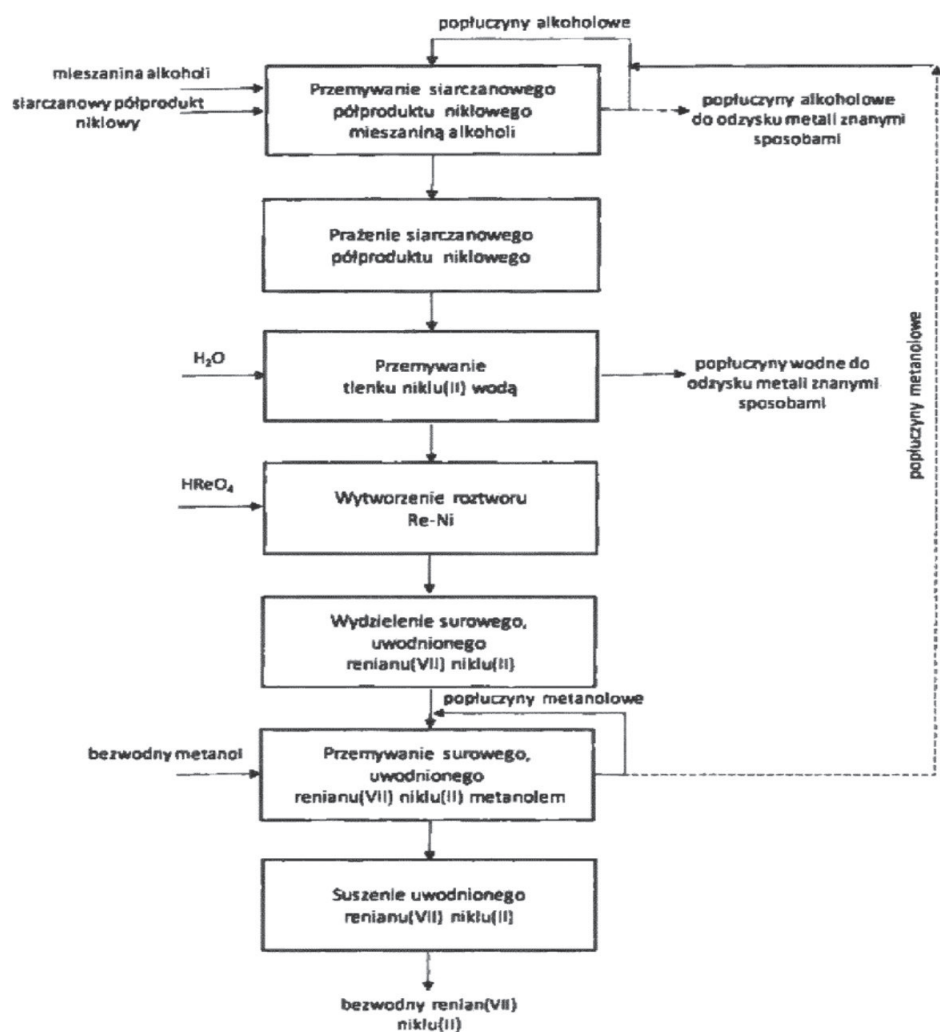 popłuczyny alkoholowe
mieszanina alkoholi
siarczanowy półprodukt
niklowy
Przemywanie siarczanowego
półproduktu niklowego
mieszaniną alkoholi
popłuczyny alkoholowe
do odzysku metali znanymi
sposobami
Prażenie siarczanowego
półproduktu niklowego
H₂O
Przemywanie
tlenku niklu(II) wodą
popłuczyny wodne do
odzysku metali znanymi
sposobami
popłuczyny metanolowe
HReO₄
Wytworzenie roztworu
Re-Ni
Wydzielenie surowego,
uwodnionego
renianu(VII) niklu(II)
popłuczyny metanolowe
bezwodny metanol
Przemywanie surowego,
uwodnionego
renianu(VII) niklu(II) metanolem
Suszenie uwodnionego
renianu(VII) niklu(II)
bezwodny renian(VII)
niklu(II)